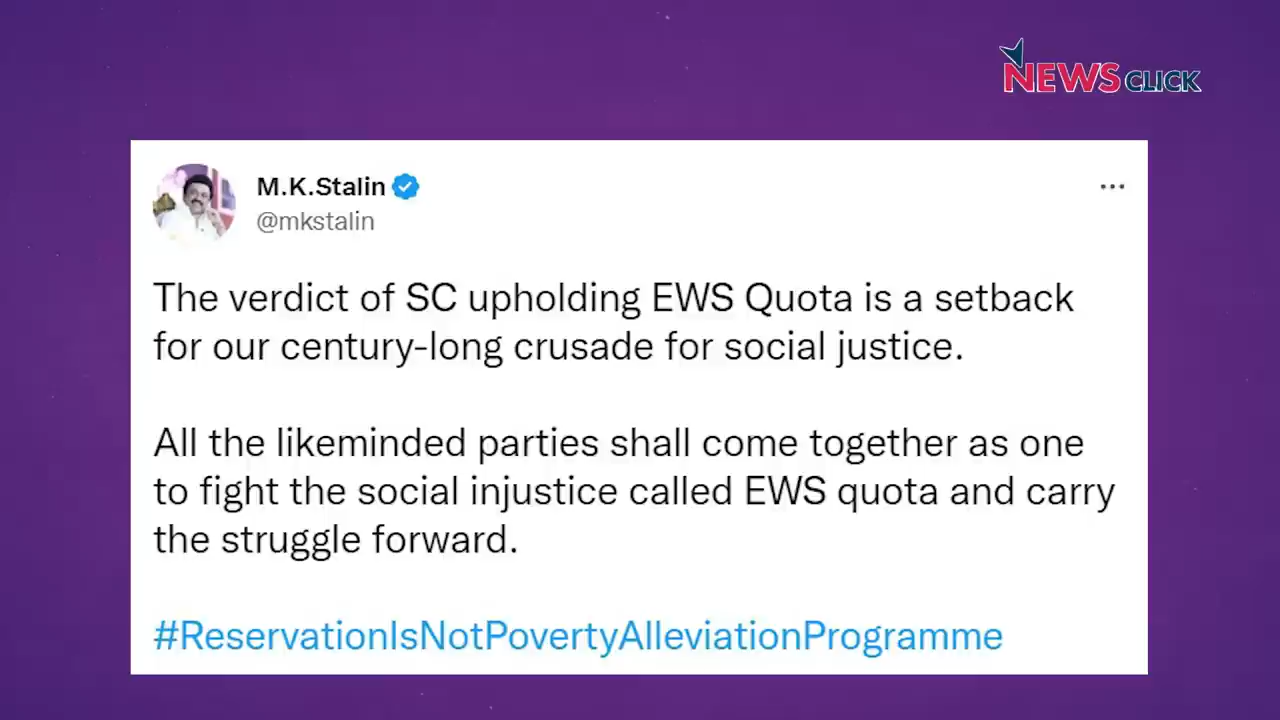 NEWSCLICK
M.K.Stalin
@mkstalin
The verdict of SC upholding EWS Quota is a setback
for our century-long crusade for social justice.
All the likeminded parties shall come together as one
to fight the social injustice called EWS quota and carry
the struggle forward.
#ReservationIsNotPovertyAlleviationProgramme